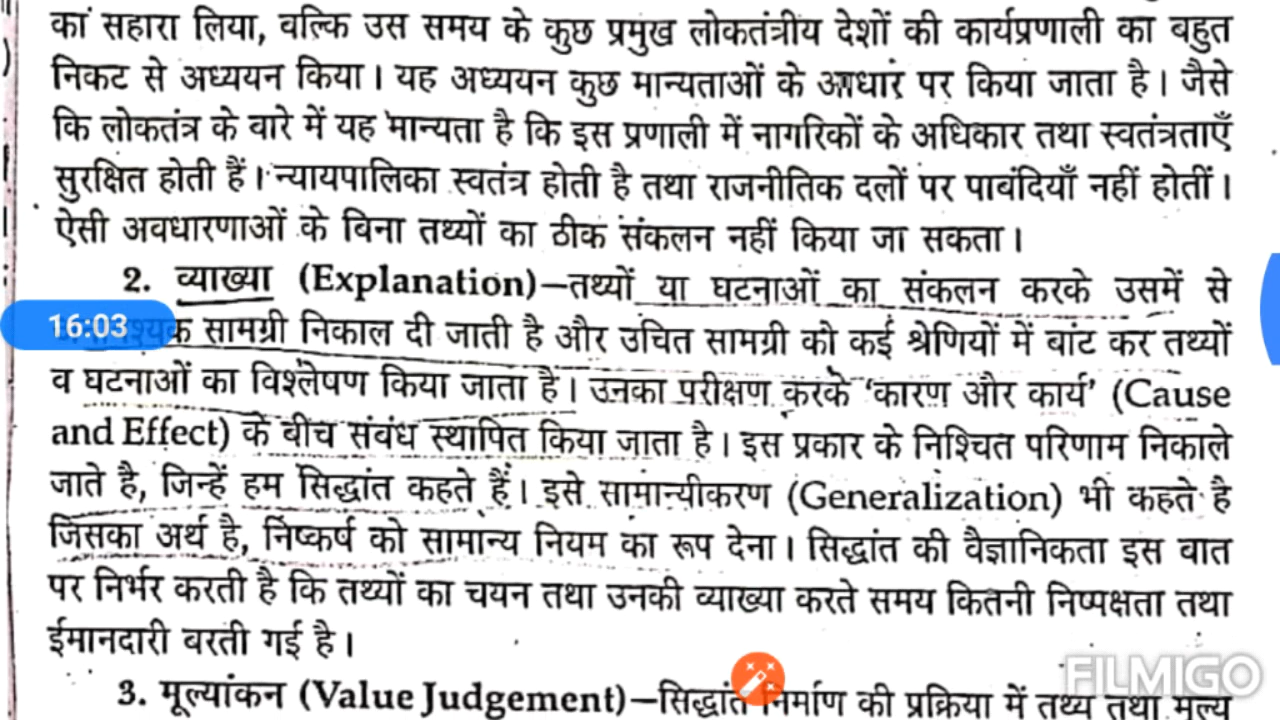 का सहारा लिया, वल्कि उस समय के कुछ प्रमुख लोकतंत्रीय देशों की कार्यप्रणाली का बहुत
निकट से अध्ययन किया। यह अध्ययन कुछ मान्यताओं के आधार पर किया जाता है। जैसे
कि लोकतंत्र के वारे में यह मान्यता है कि इस प्रणाली में नागरिकों के अधिकार तथा स्वतंत्रताएँ
सुरक्षित होती हैं। न्यायपालिका स्वतंत्र होती है तथा राजनीतिक दलों पर पाबंदियाँ नहीं होतीं।
ऐसी अवधारणाओं के बिना तथ्यों का ठीक संकलन नहीं किया जा सकता।
2. व्याख्या (Explanation)–तथ्यों या घटनाओं का संकलन करके उसमें से
16:03
सामग्री निकाल दी जाती है और उचित सामग्री को कई श्रेणियों में बांट कर तथ्यों
व घटनाओं का विश्लेषण किया जाता है। उनका परीक्षण करके ‘कारण और कार्य’ (Cause
and Effect) के बीच संबंध स्थापित किया जाता है। इस प्रकार के निश्चित परिणाम निकाले
जाते है, जिन्हें हम सिद्धांत कहते हैं। इसे सामान्यीकरण (Generalization) भी कहते है
जिसका अर्थ है, निष्कर्ष को सामान्य नियम का रूप देना। सिद्धांत की वैज्ञानिकता इस बात
पर निर्भर करती है कि तथ्यों का चयन तथा उनकी व्याख्या करते समय कितनी निष्पक्षता तथा
ईमानदारी बरती गई है।
3. मूल्यांकन (Value Judgement)–सिद्धांत निर्माण की प्रक्रिया में तथ्य तथा मूल्य
FILMIGO